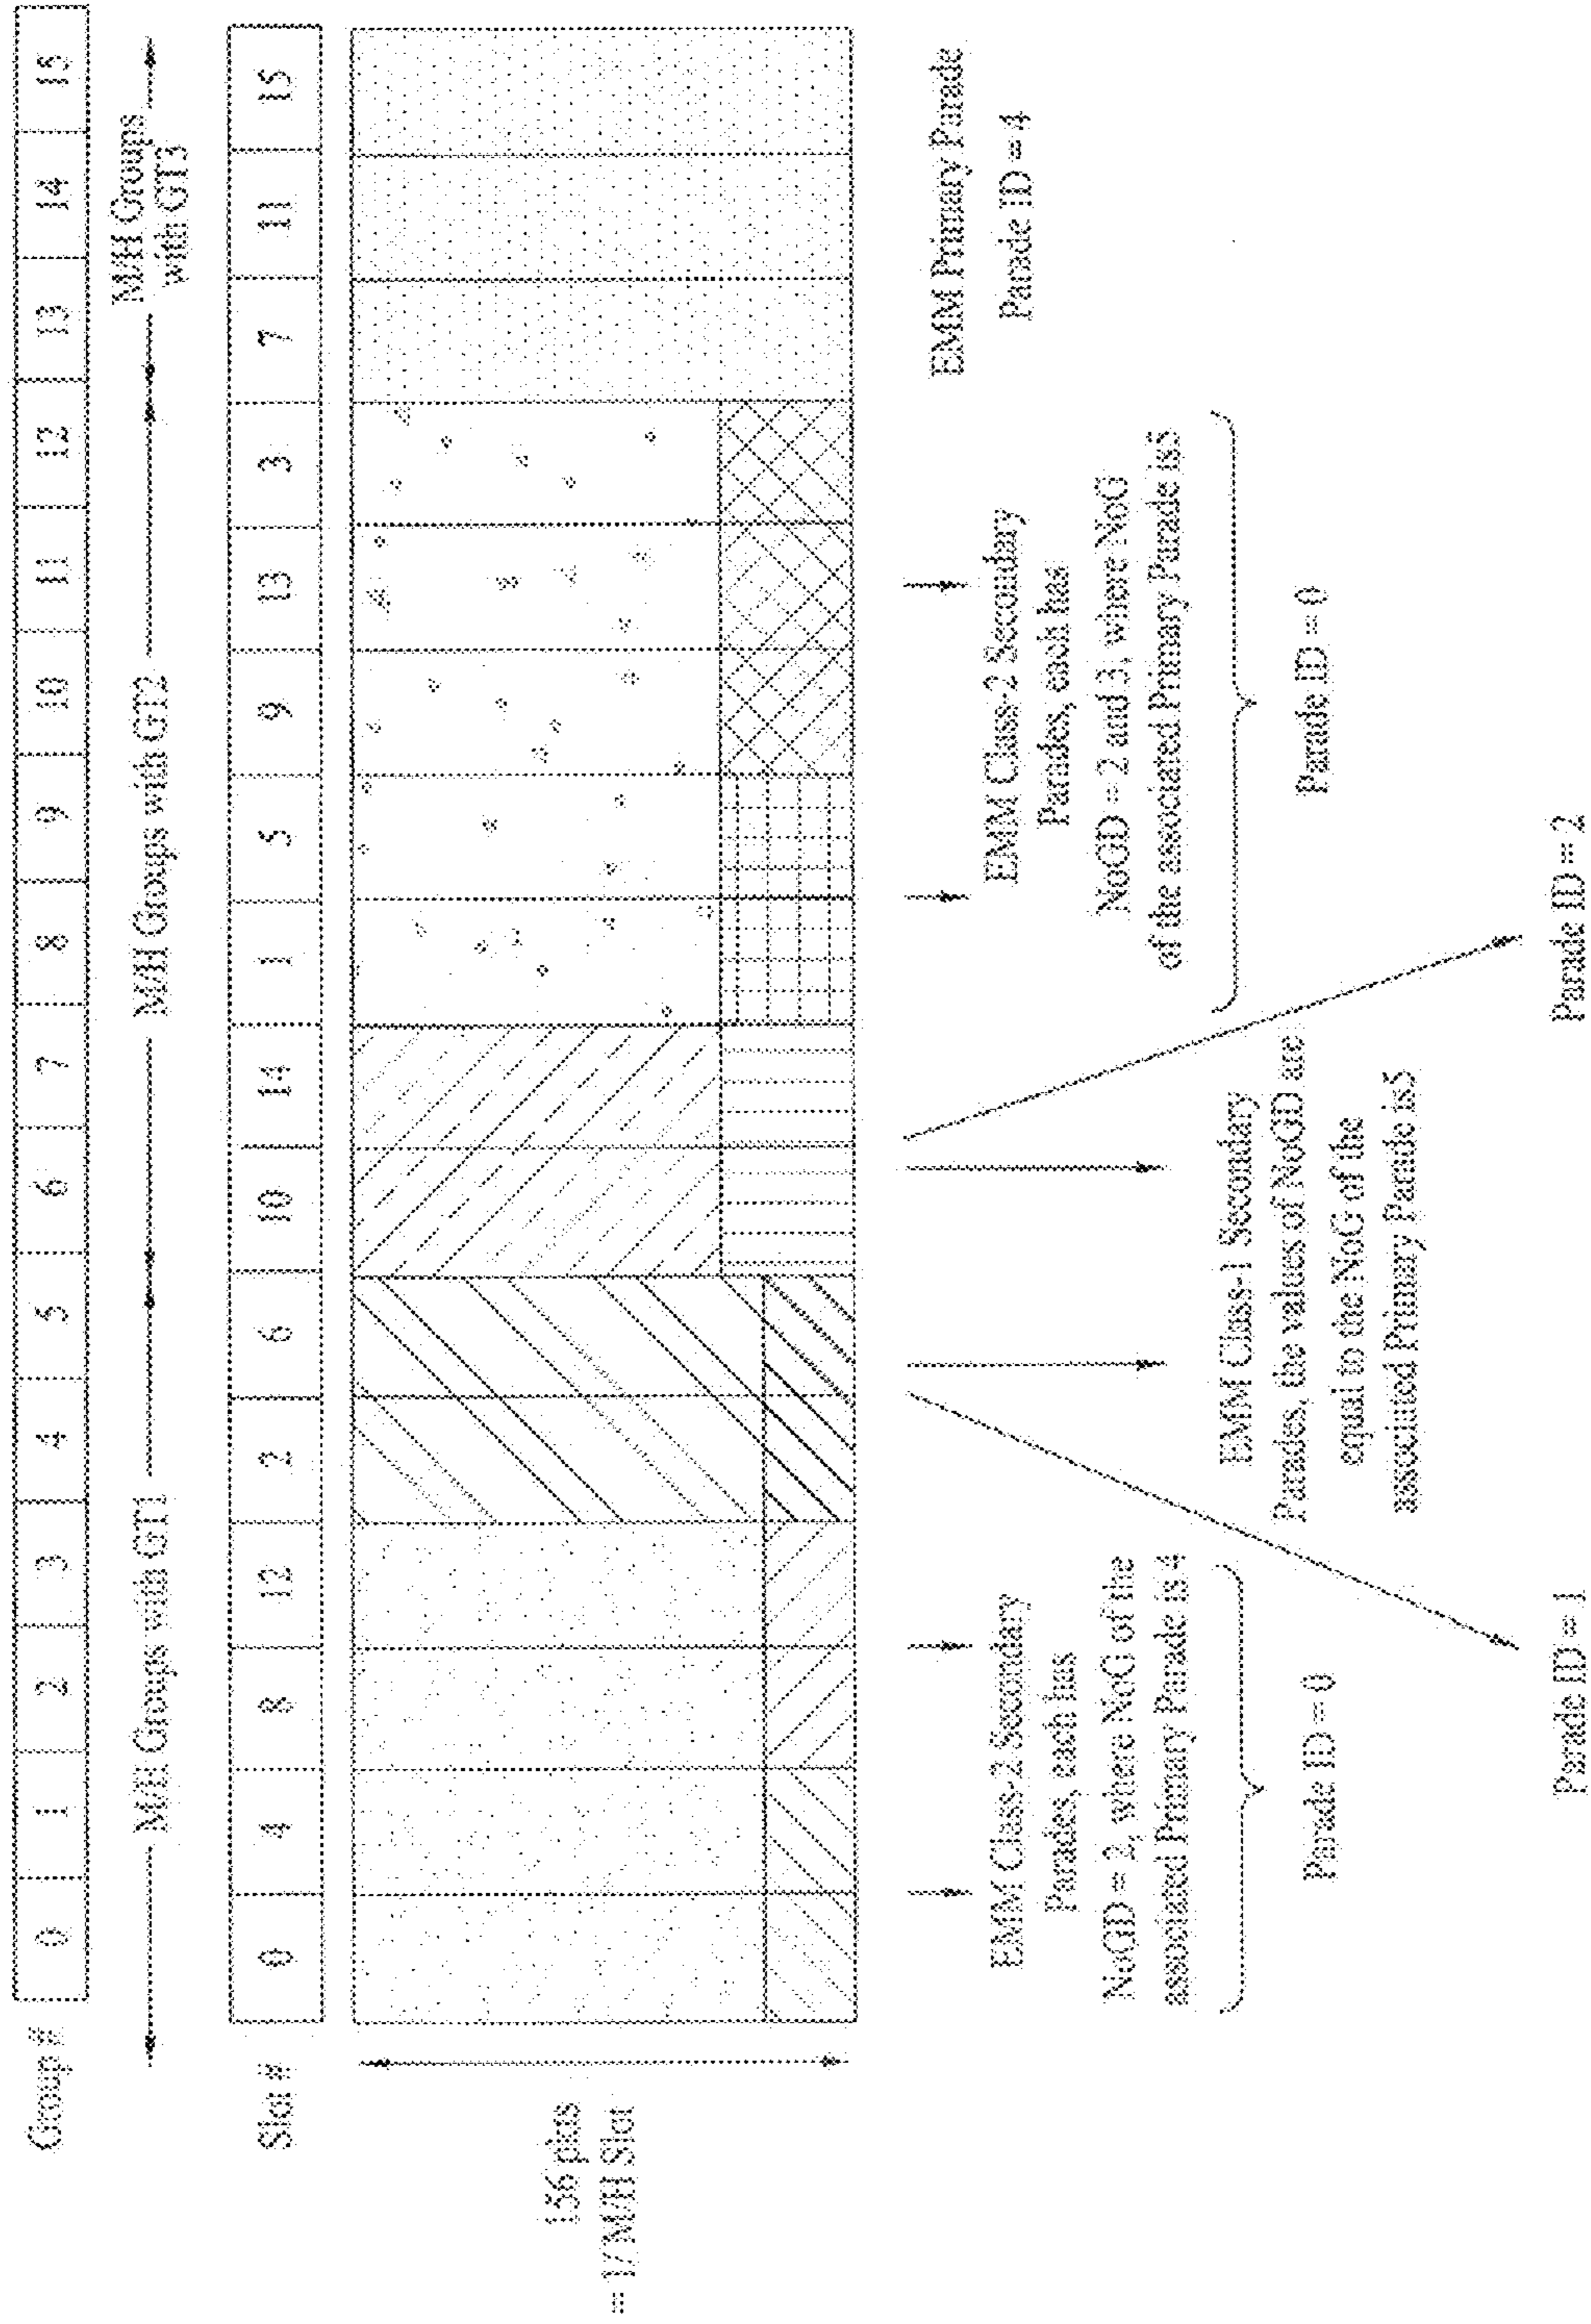 Group # 0 1 2 3 4 5 6 7 8 9 10 11 12 13 14 15
M/H Groups with GT1
M/H Groups with GT2
M/H Groups
with GT3
Slot # 0 4 8 12 2 6 10 14 1 5 9 13 3 7 11 15
156 pkts
= 1/ M/H Slot
EMM Class-2 Secondary
Parades, each has
NoGD = 2, where NoG of the
associated Primary Parade is 4
Parade ID = 0
Parade ID = 1
EMM Class-1 Secondary
Parades, the values of NoGD are
equal to the NoG of the
associated Primary Parade is5
Parade ID = 2
EMM Class-2 Secondary
Parades, each has
NoGD = 2 and 3, where NoG
of the associated Primary Parade is5
Parade ID = 0
EMM Primary Parade
Parade ID = 4